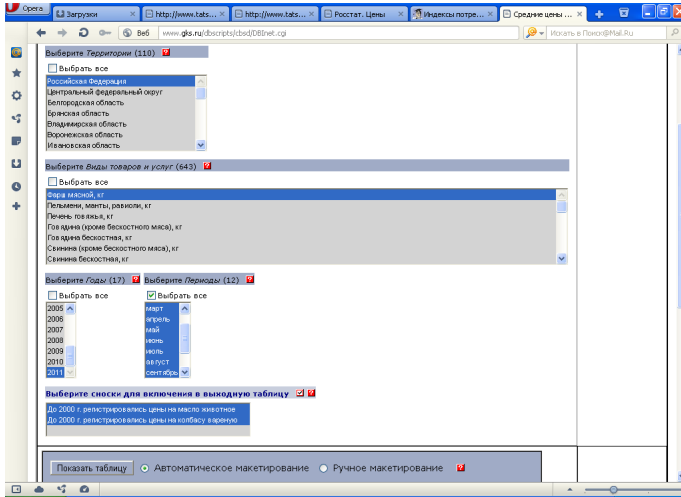 Opera
Загрузки
http://www.tats...
http://www.tats...
Росстат. Цены
Индексы потре...
Средние цены ...
Веб
www.gks.ru/dbscripts/cbsd/DBInet.cgi
Искать в Поиск@Mail.Ru
Выберите Территории (110) ?
Выбрать все
Российская Федерация
Центральный федеральный округ
Белгородская область
Брянская область
Владимирская область
Воронежская область
Ивановская область
Выберите Виды товаров и услуг (643) ?
Выбрать все
Фарш мясной, кг
Пельмени, манты, равиоли, кг
Печень говяжья, кг
Говядина (кроме бескостного мяса), кг
Говядина бескостная, кг
Свинина (кроме бескостного мяса), кг
Свинина бескостная, кг
Выберите Годы (17) ? Выберите Периоды (12) ?
Выбрать все Выбрать все
2005 март
2006 апрель
2007 май
2008 июнь
2009 июль
2010 август
2011 сентябрь
Выберите сноски для включения в выходную таблицу ?
До 2000 г. регистрировались цены на масло животное
До 2000 г. регистрировались цены на колбасу вареную
Показать таблицу Автоматическое макетирование Ручное макетирование ?